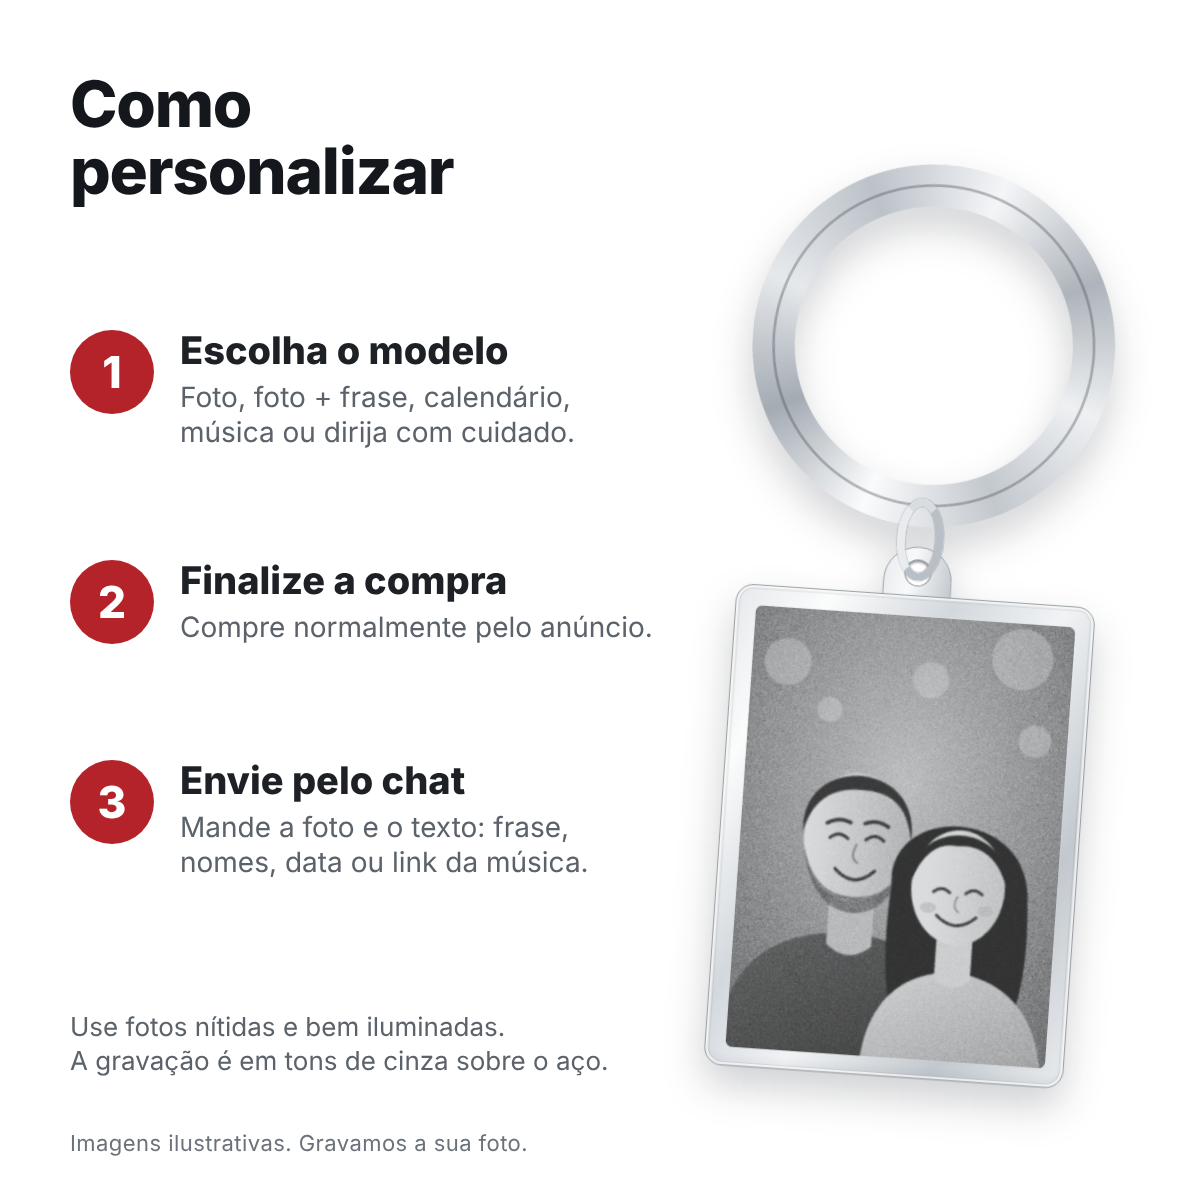 Como
personalizar
1
Escolha o modelo
Foto, foto + frase, calendário,
música ou dirija com cuidado.
2
Finalize a compra
Compre normalmente pelo anúncio.
3
Envie pelo chat
Mande a foto e o texto: frase,
nomes, data ou link da música.
Use fotos nítidas e bem iluminadas.
A gravação é em tons de cinza sobre o aço.
Imagens ilustrativas. Gravamos a sua foto.